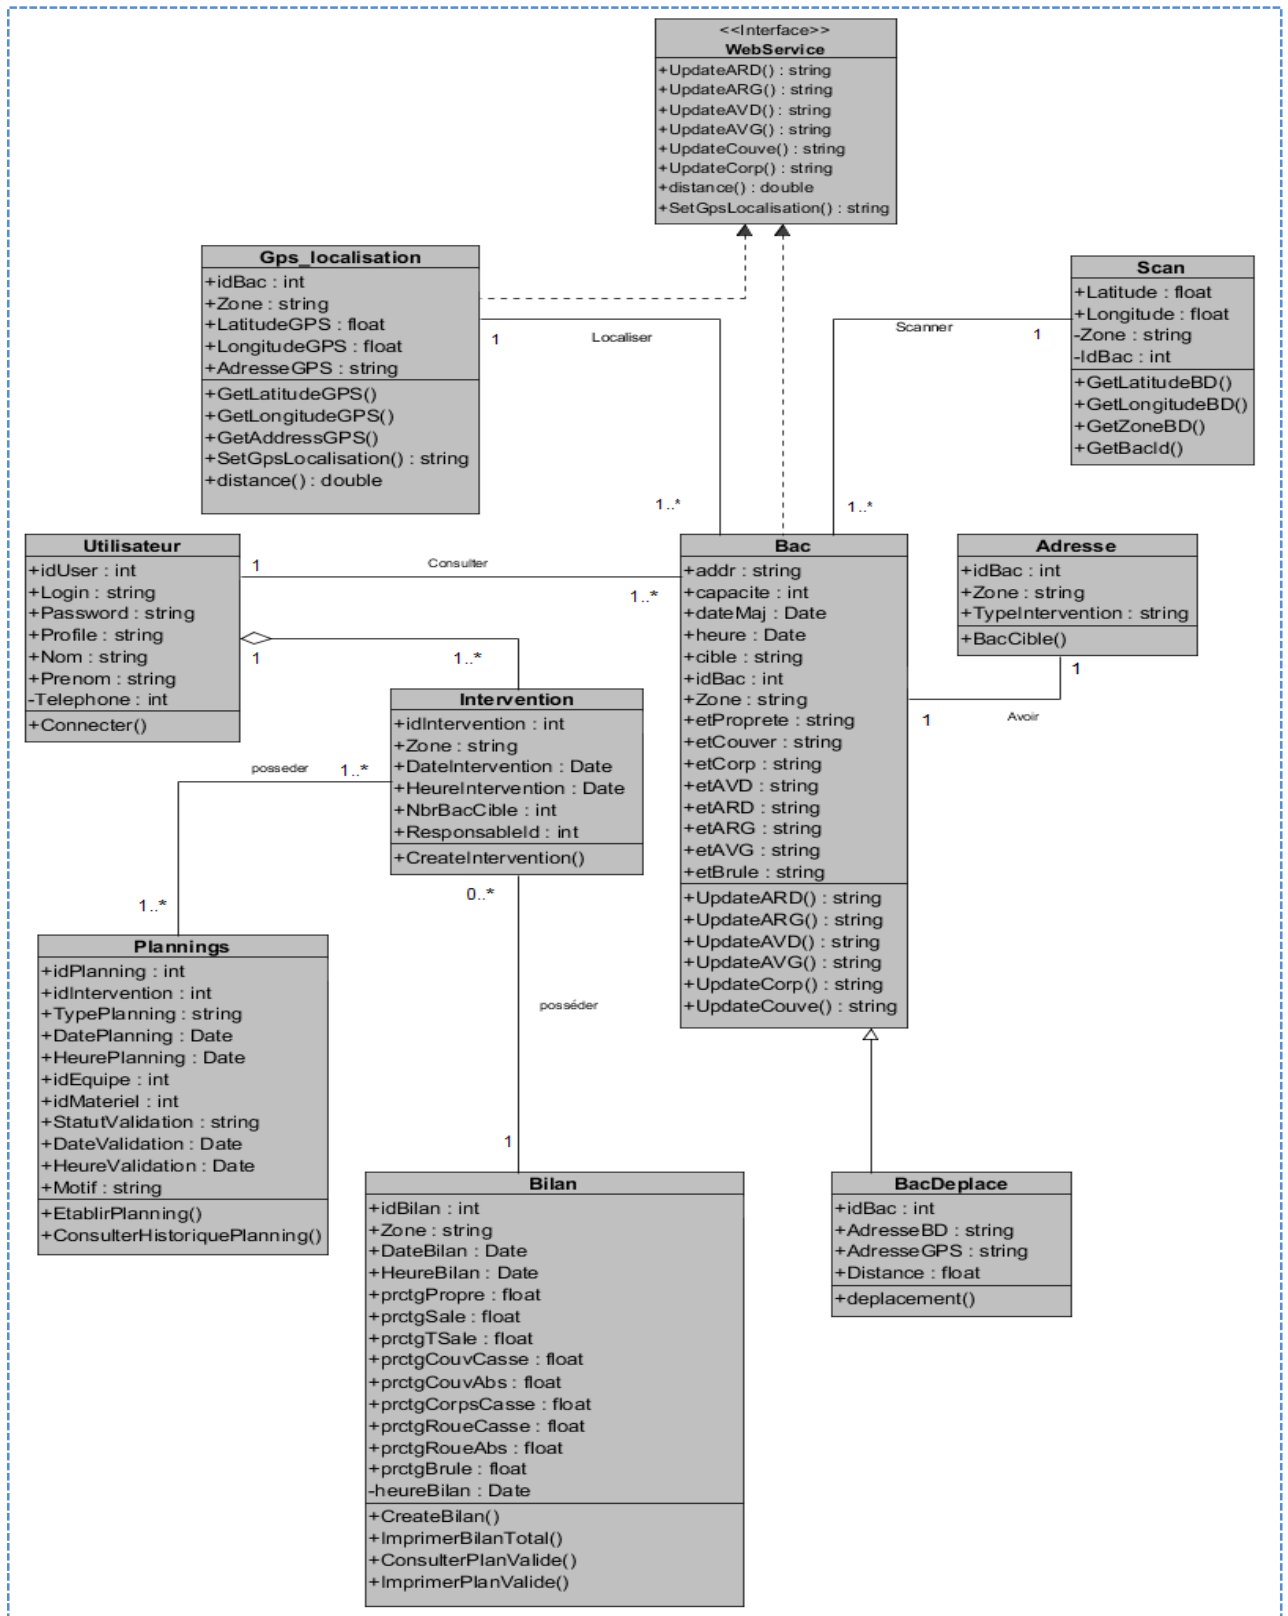 <<Interface>>
WebService
+UpdateARD() : string
+UpdateARG() : string
+UpdateAVD() : string
+UpdateAVG() : string
+UpdateCouve() : string
+UpdateCorp() : string
+distance() : double
+SetGpsLocalisation() : string
Gps_localisation
+idBac : int
+Zone : string
+LatitudeGPS : float
+LongitudeGPS : float
+AdresseGPS : string
+GetLatitudeGPS()
+GetLongitudeGPS()
+GetAddressGPS()
+SetGpsLocalisation() : string
+distance() : double
1
Localiser
1..*
Scan
+Latitude : float
+Longitude : float
-Zone : string
-IdBac : int
+GetLatitudeBD()
+GetLongitudeBD()
+GetZoneBD()
+GetBacId()
Scanner
1
1..*
Utilisateur
+idUser : int
+Login : string
+Password : string
+Profile : string
+Nom : string
+Prenom : string
-Telephone : int
+Connecter()
1
Consulter
1..*
1
1..*
Bac
+addr : string
+capacite : int
+dateMaj : Date
+heure : Date
+cible : string
+idBac : int
+Zone : string
+etProprete : string
+etCouver : string
+etCorp : string
+etAVD : string
+etARD : string
+etARG : string
+etAVG : string
+etBrule : string
+UpdateARD() : string
+UpdateARG() : string
+UpdateAVD() : string
+UpdateAVG() : string
+UpdateCorp() : string
+UpdateCouve() : string
Adresse
+idBac : int
+Zone : string
+TypeIntervention : string
+BacCible()
1
1
Avoir
Intervention
+idIntervention : int
+Zone : string
+DateIntervention : Date
+HeureIntervention : Date
+NbrBacCible : int
+ResponsableId : int
+CreateIntervention()
posseder
1..*
1..*
0..*
posséder
1
Plannings
+idPlanning : int
+idIntervention : int
+TypePlanning : string
+DatePlanning : Date
+HeurePlanning : Date
+idEquipe : int
+idMateriel : int
+StatutValidation : string
+DateValidation : Date
+HeureValidation : Date
+Motif : string
+EtablirPlanning()
+ConsulterHistoriquePlanning()
Bilan
+idBilan : int
+Zone : string
+DateBilan : Date
+HeureBilan : Date
+prctgPropre : float
+prctgSale : float
+prctgTSale : float
+prctgCouvCasse : float
+prctgCouvAbs : float
+prctgCorpsCasse : float
+prctgRoueCasse : float
+prctgRoueAbs : float
+prctgBrule : float
-heureBilan : Date
+CreateBilan()
+ImprimerBilanTotal()
+ConsulterPlanValide()
+ImprimerPlanValide()
BacDeplace
+idBac : int
+AdresseBD : string
+AdresseGPS : string
+Distance : float
+deplacement()